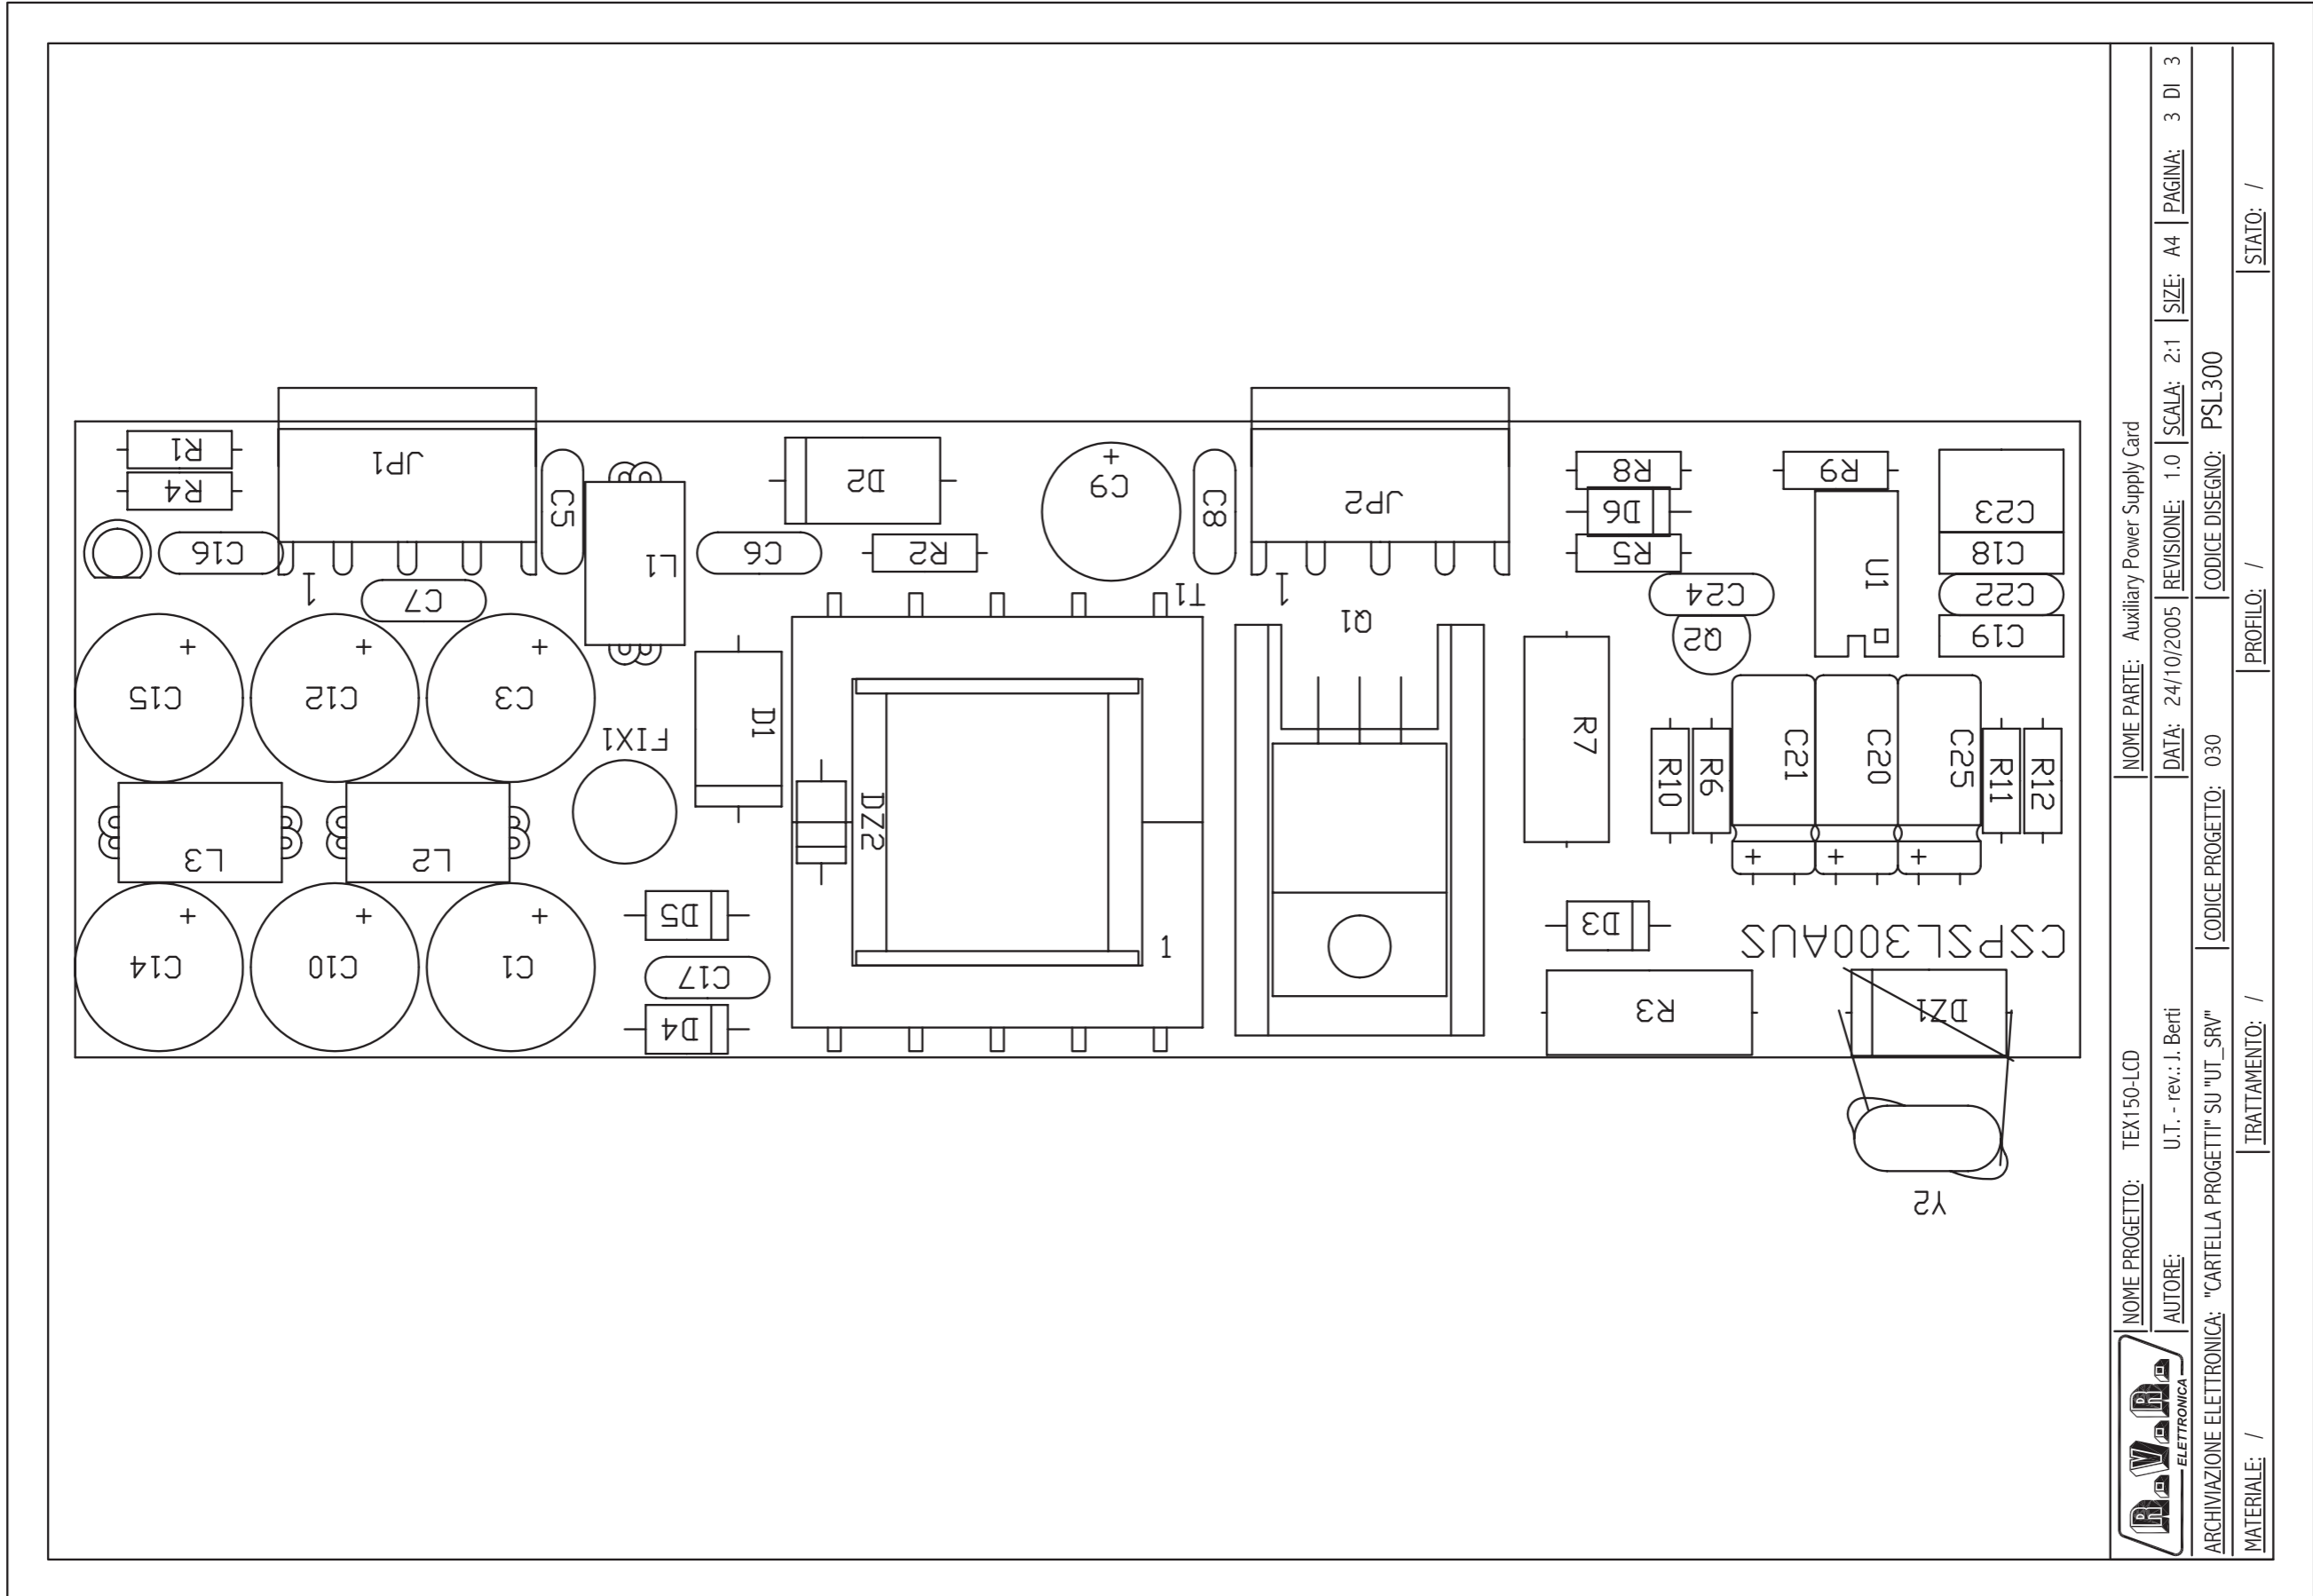 R1
R4
JP1
C16
1
C7
C5
L1
D2
C6
R2
C9
C8
T1
JP2
1
Q1
R8
D6
R5
C24
Q2
R9
U1
C23
C18
C22
C19
+
C15
+
C12
+
C3
FIX1
D1
DZ2
R7
R10
R6
C21
C20
C25
R11
R12
+
+
+
L3
L2
+
C14
+
C10
+
C1
D5
C17
D4
1
D3
CSPSL300AUS
R3
DZ1
Y2
R.V.R.
ELETTRONICA
NOME PROGETTO: TEX150-LCD
NOME PARTE: Auxiliary Power Supply Card
AUTORE: U.T. - rev.: J. Berti
DATA: 24/10/2005
REVISIONE: 1.0
SCALA: 2:1
SIZE: A4
PAGINA: 3 DI 3
ARCHIVIAZIONE ELETTRONICA: "CARTELLA PROGETTI" SU "UT_SRV"
CODICE PROGETTO: 030
CODICE DISEGNO: PSL300
MATERIALE: /
TRATTAMENTO: /
PROFILO: /
STATO: /